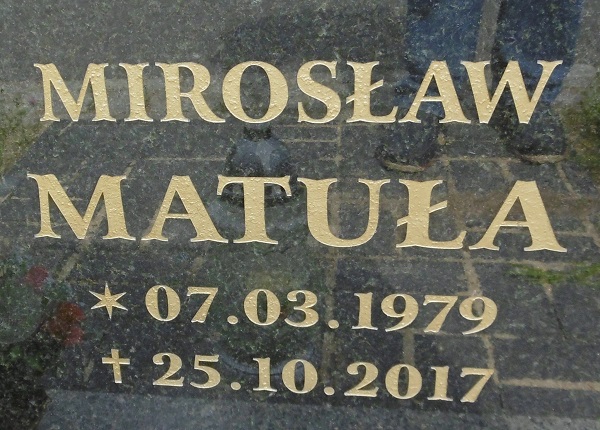 MIROSŁAW
MATUŁA
* 07.03.1979
† 25.10.2017